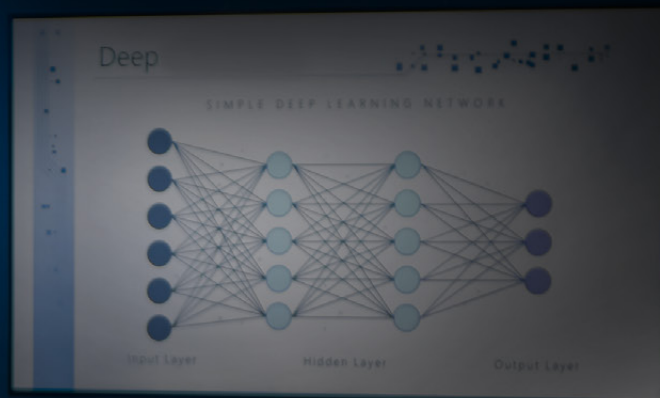 Deep
SIMPLE DEEP LEARNING NETWORK
Input Layer
Hidden Layer
Output Layer